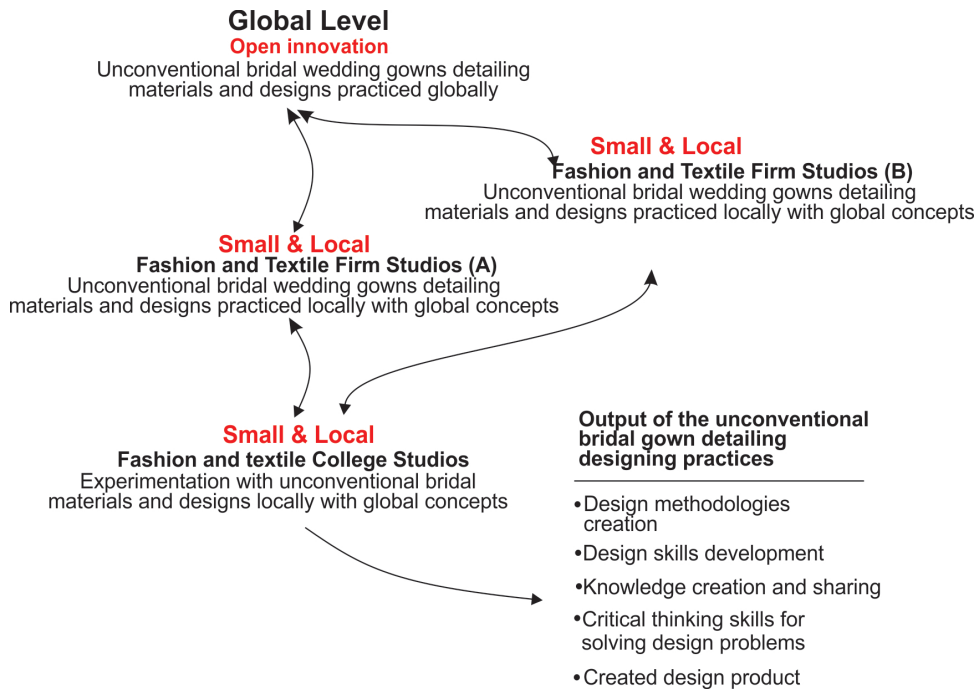 Global Level
Open innovation
Unconventional bridal wedding gowns detailing
materials and designs practiced globally
Small & Local
Fashion and Textile Firm Studios (B)
Unconventional bridal wedding gowns detailing
materials and designs practiced locally with global concepts
Small & Local
Fashion and Textile Firm Studios (A)
Unconventional bridal wedding gowns detailing
materials and designs practiced locally with global concepts
Small & Local
Fashion and textile College Studios
Experimentation with unconventional bridal
materials and designs locally with global concepts
Output of the unconventional
bridal gown detailing
designing practices
•Design methodologies
creation
•Design skills development
•Knowledge creation and sharing
•Critical thinking skills for
solving design problems
•Created design product